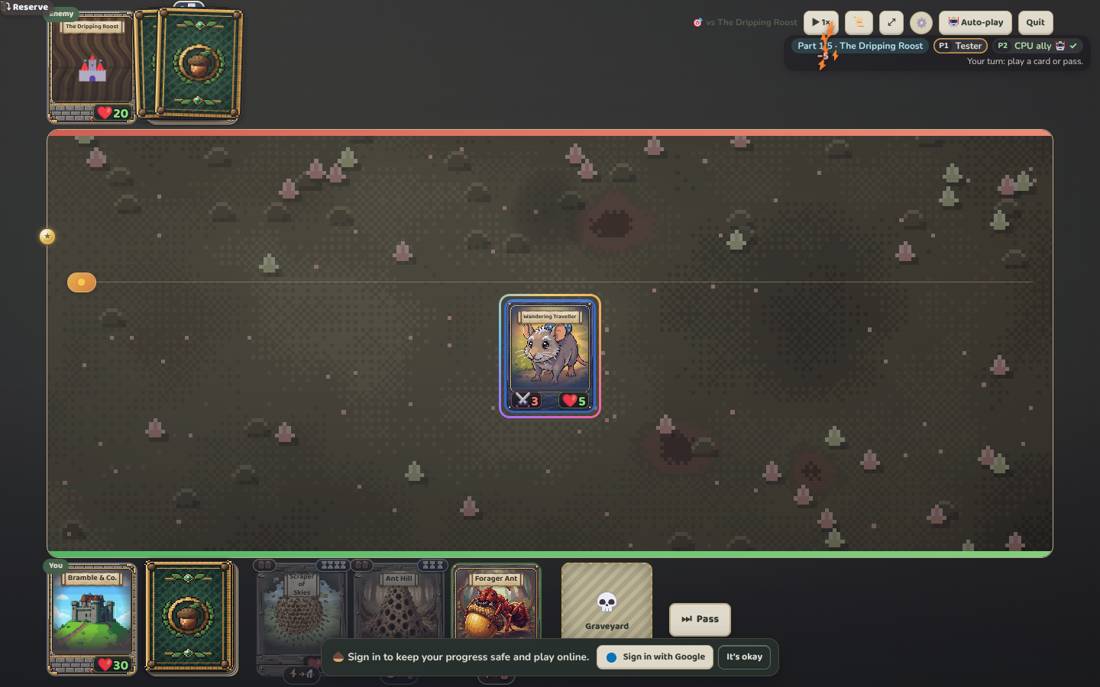 Reserve
Enemy
The Dripping Roost
20
vs The Dripping Roost
1x
Auto-play
Quit
Part 1/5 · The Dripping Roost
P1 Tester
P2 CPU ally
Your turn: play a card or pass.
Wandering Traveller
3
5
You
Bramble & Co.
30
Scraper of Skies
Ant Hill
Forager Ant
Graveyard
Pass
Sign in to keep your progress safe and play online.
Sign in with Google
It's okay